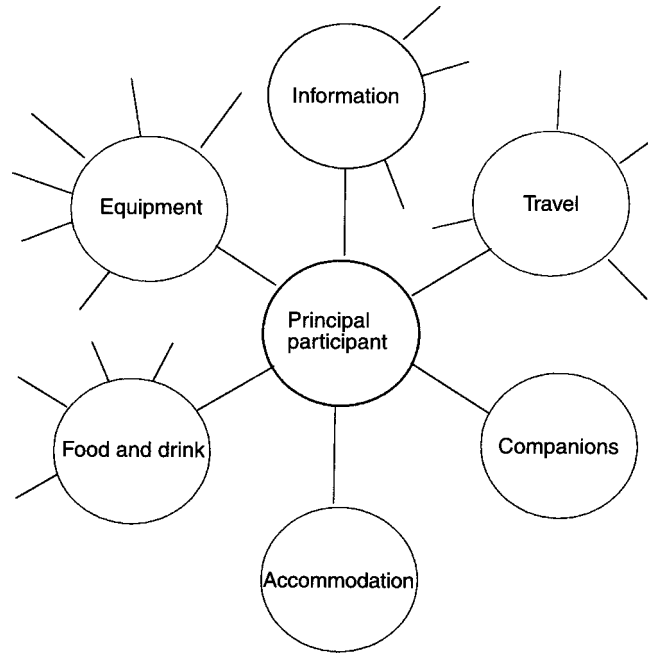 Information
Equipment
Travel
Principal
participant
Food and drink
Companions
Accommodation